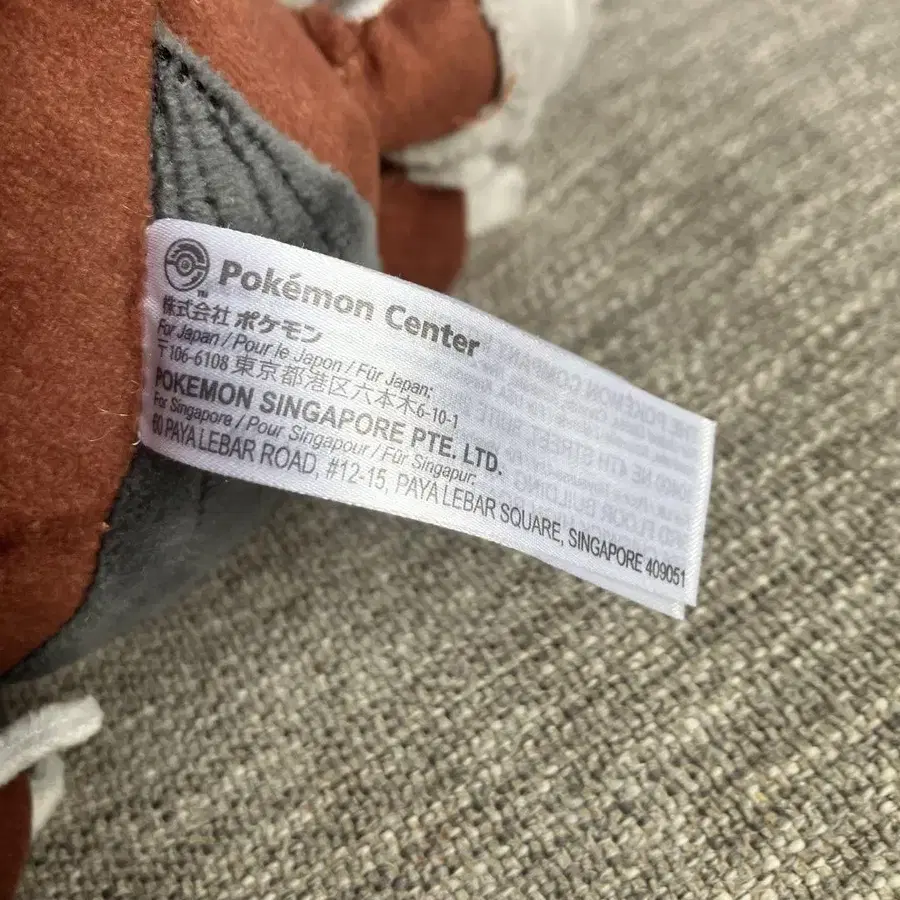 Pokémon Center
TM
株式会社 ポケモン
For Japan / Pour le Japon / Für Japan:
〒106-6108 東京都港区六本木6-10-1
POKEMON SINGAPORE PTE. LTD.
For Singapore / Pour Singapour / Für Singapur:
60 PAYA LEBAR ROAD, #12-15, PAYA LEBAR SQUARE, SINGAPORE 409051